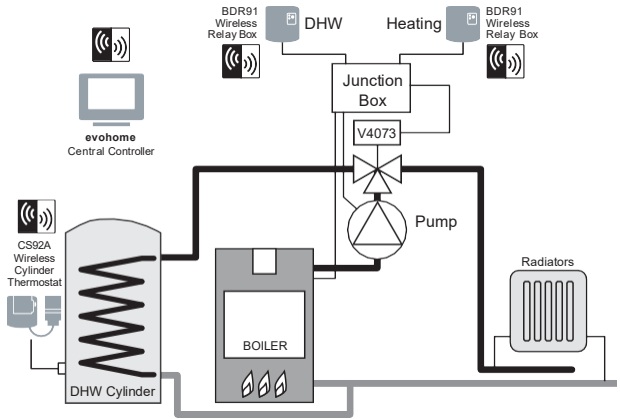 BDR91
Wireless
Relay Box
DHW
Heating
BDR91
Wireless
Relay Box
Junction
Box
V4073
evohome
Central Controller
Pump
CS92A
Wireless
Cylinder
Thermostat
Radiators
BOILER
DHW Cylinder